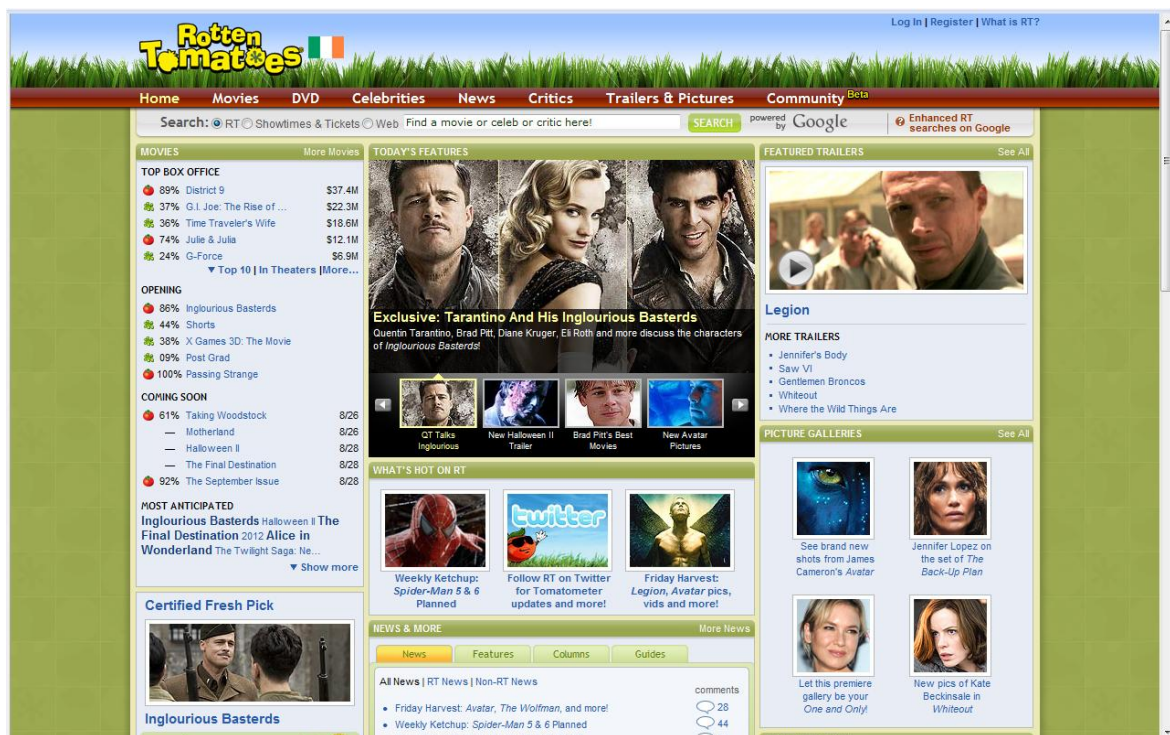 Log In | Register | What is RT?
Rotten
Tomatoes
Home Movies DVD Celebrities News Critics Trailers & Pictures Community Beta
Search: RT Showtimes & Tickets Web Find a movie or celeb or critic here! SEARCH powered by Google Enhanced RT searches on Google
MOVIES More Movies
TOP BOX OFFICE
89% District 9 $37.4M
37% G.I. Joe: The Rise of ... $22.3M
36% Time Traveler's Wife $18.6M
74% Julie & Julia $12.1M
24% G-Force $6.9M
▼ Top 10 | In Theaters |More...
OPENING
86% Inglourious Basterds
44% Shorts
38% X Games 3D: The Movie
09% Post Grad
100% Passing Strange
COMING SOON
61% Taking Woodstock 8/26
— Motherland 8/26
— Halloween II 8/28
— The Final Destination 8/28
92% The September Issue 8/28
MOST ANTICIPATED
Inglourious Basterds Halloween II The
Final Destination 2012 Alice in
Wonderland The Twilight Saga: Ne...
▼ Show more
Certified Fresh Pick
Inglourious Basterds
TODAY'S FEATURES
Exclusive: Tarantino And His Inglourious Basterds
Quentin Tarantino, Brad Pitt, Diane Kruger, Eli Roth and more discuss the characters
of Inglourious Basterds!
QT Talks
Inglourious
New Halloween II
Trailer
Brad Pitt's Best
Movies
New Avatar
Pictures
WHAT'S HOT ON RT
twitter
Weekly Ketchup:
Spider-Man 5 & 6
Planned
Follow RT on Twitter
for Tomatometer
updates and more!
Friday Harvest:
Legion, Avatar pics,
vids and more!
NEWS & MORE More News
News Features Columns Guides
All News | RT News | Non-RT News
comments
• Friday Harvest: Avatar, The Wolfman, and more! 28
• Weekly Ketchup: Spider-Man 5 & 6 Planned 44
FEATURED TRAILERS See All
Legion
MORE TRAILERS
• Jennifer's Body
• Saw VI
• Gentlemen Broncos
• Whiteout
• Where the Wild Things Are
PICTURE GALLERIES See All
See brand new
shots from James
Cameron's Avatar
Jennifer Lopez on
the set of The
Back-Up Plan
Let this premiere
gallery be your
One and Only!
New pics of Kate
Beckinsale in
Whiteout